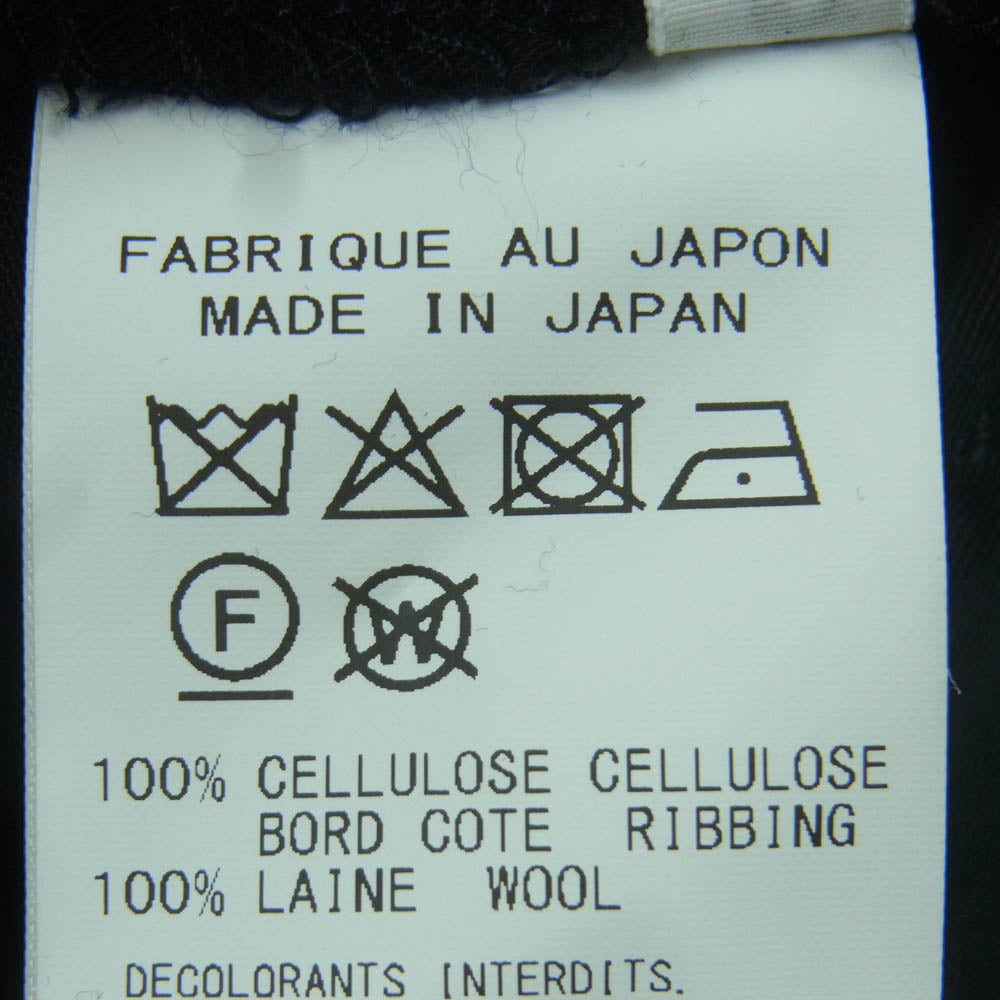 FABRIQUE AU JAPON
MADE IN JAPAN
F
W
100% CELLULOSE CELLULOSE
BORD COTE RIBBING
100% LAINE WOOL
DECOLORANTS INTERDITS.